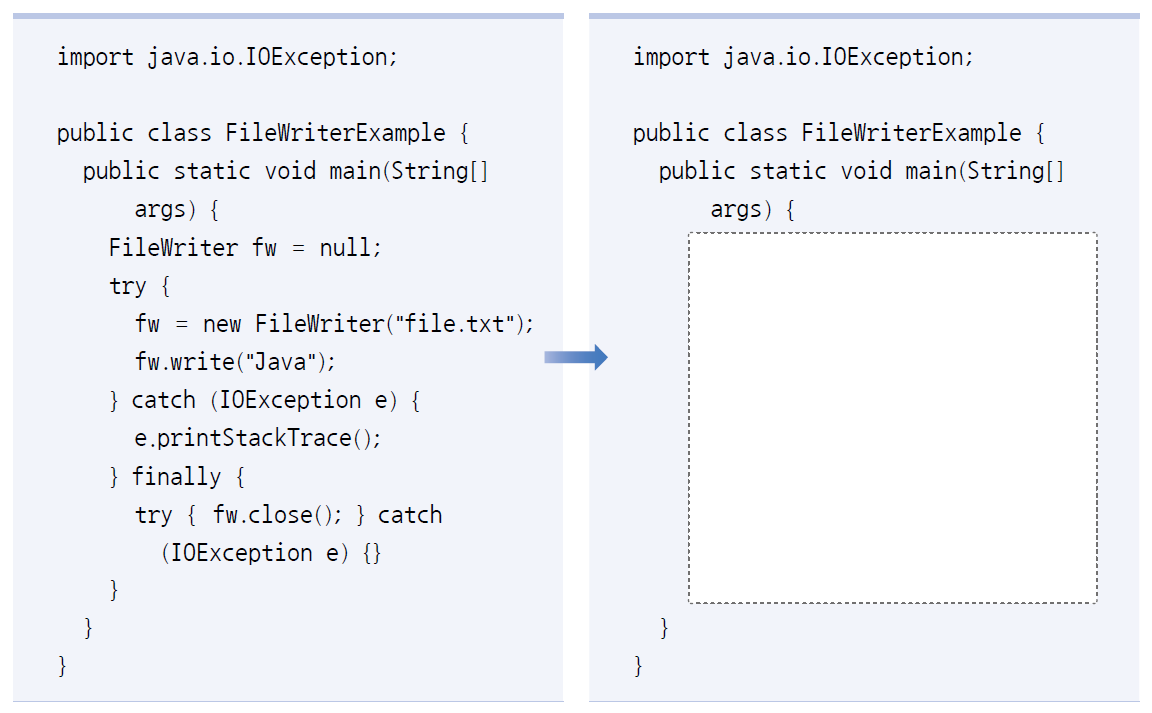 import java.io.IOException;
public class FileWriterExample {
public static void main(String[]
args) {
FileWriter fw = null;
try {
fw = new FileWriter("file.txt");
fw.write("Java");
} catch (IOException e) {
e.printStackTrace();
} finally {
try { fw.close(); } catch
(IOException e) {}
}
}
}
import java.io.IOException;
public class FileWriterExample {
public static void main(String[]
args) {
}
}